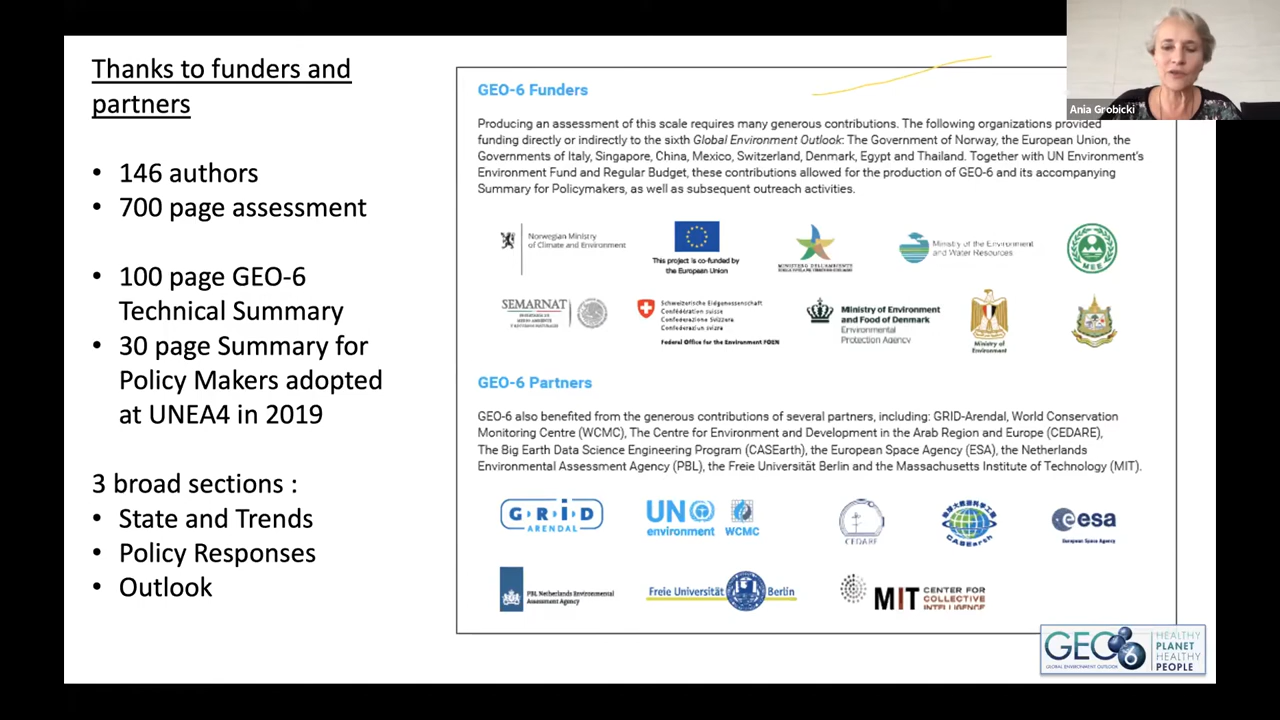 Thanks to funders and
partners
• 146 authors
• 700 page assessment
• 100 page GEO-6
Technical Summary
• 30 page Summary for
Policy Makers adopted
at UNEA4 in 2019
3 broad sections :
• State and Trends
• Policy Responses
• Outlook
GEO-6 Funders
Producing an assessment of this scale requires many generous contributions. The following organizations provided
funding directly or indirectly to the sixth Global Environment Outlook: The Government of Norway, the European Union, the
Governments of Italy, Singapore, China, Mexico, Switzerland, Denmark, Egypt and Thailand. Together with UN Environment's
Environment Fund and Regular Budget, these contributions allowed for the production of GEO-6 and its accompanying
Summary for Policymakers, as well as subsequent outreach activities.
Norwegian Ministry
of Climate and Environment
This project is co-funded by
the European Union
Ministry of the Environment
and Water Resources
MEE
SEMARNAT
Schweizerische Eidgenossenschaft
Confédération suisse
Confederazione Svizzera
Confederaziun svizra
Federal Office for the Environment FOEN
Ministry of Environment
and Food of Denmark
Environmental
Protection Agency
Ministry of
Environment
GEO-6 Partners
GEO-6 also benefited from the generous contributions of several partners, including: GRID-Arendal, World Conservation
Monitoring Centre (WCMC), The Centre for Environment and Development in the Arab Region and Europe (CEDARE),
The Big Earth Data Science Engineering Program (CASEarth), the European Space Agency (ESA), the Netherlands
Environmental Assessment Agency (PBL), the Freie Universität Berlin and the Massachusetts Institute of Technology (MIT).
GRID
ARENDAL
UN
environment
WCMC
CEDARE
CASEarth
esa
European Space Agency
PBL Netherlands Environmental
Assessment Agency
Freie Universität Berlin
MIT CENTER FOR
COLLECTIVE
INTELLIGENCE
GEO 6
GLOBAL ENVIRONMENT OUTLOOK
HEALTHY
PLANET
HEALTHY
PEOPLE
Ania Grobicki